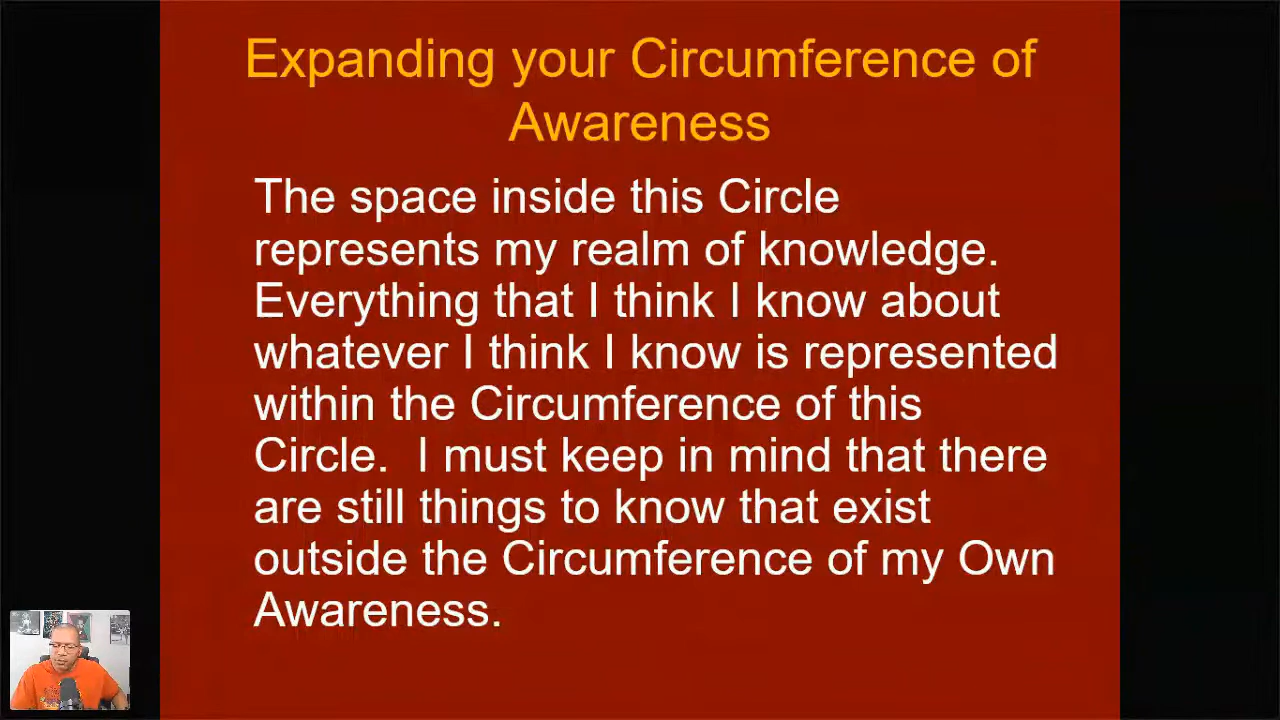 Expanding your Circumference of
Awareness
The space inside this Circle
represents my realm of knowledge.
Everything that I think I know about
whatever I think I know is represented
within the Circumference of this
Circle.  I must keep in mind that there
are still things to know that exist
outside the Circumference of my Own
Awareness.